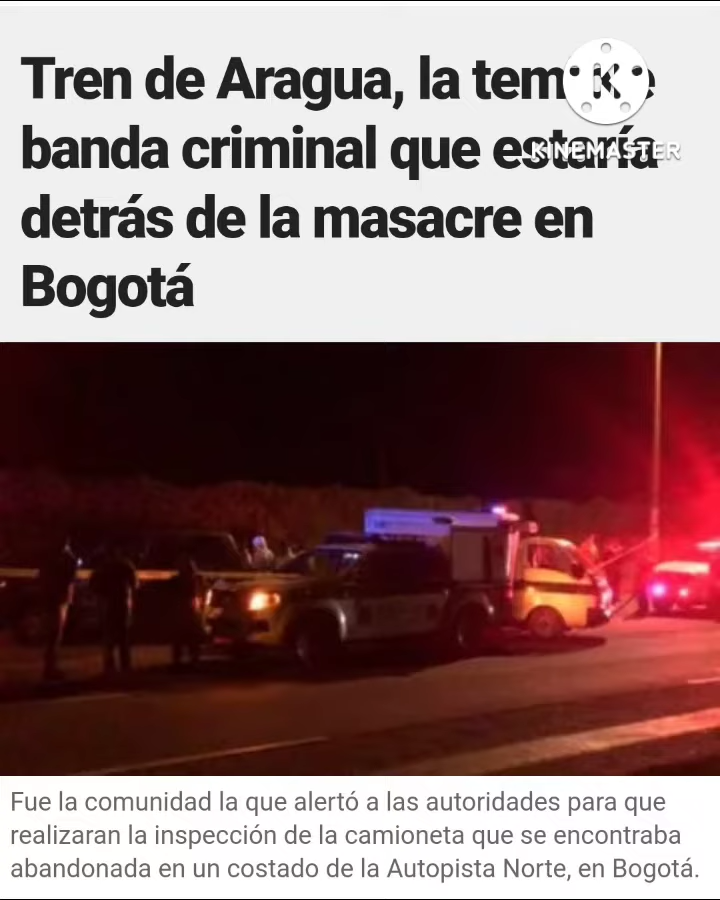 Tren de Aragua, la
banda criminal que estaría
detrás de la masacre en
Bogotá
KINEMASTER
Fue la comunidad la que alertó a las autoridades para que
realizaran la inspección de la camioneta que se encontraba
abandonada en un costado de la Autopista Norte, en Bogotá.